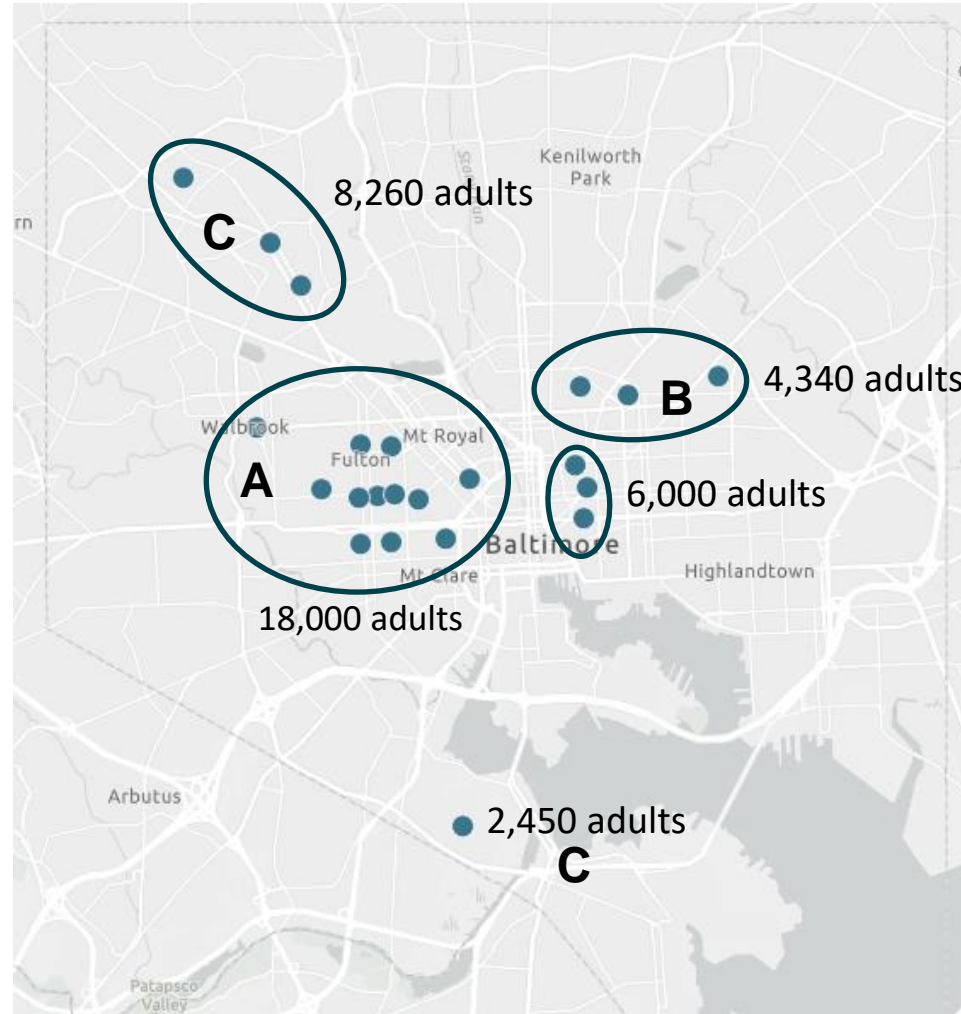 Kenilworth
Park
8,260 adults
rn
C
4,340 adults
B
Walbrook
Mt Royal
Fulton
A
6,000 adults
Baltimore
Mt Clare
Highlandtown
18,000 adults
Arbutus
2,450 adults
C
Patapsco
Valley